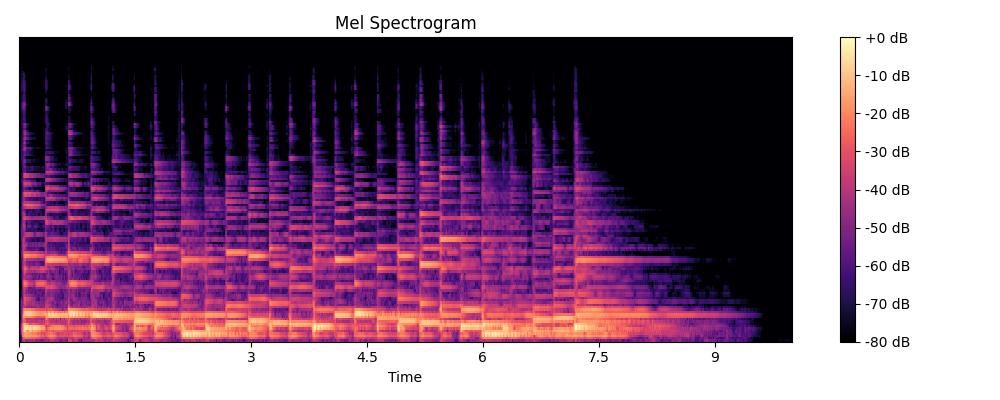 Mel Spectrogram
+0 dB
-10 dB
-20 dB
-30 dB
-40 dB
-50 dB
-60 dB
-70 dB
-80 dB
0 1.5 3 4.5 6 7.5 9
Time